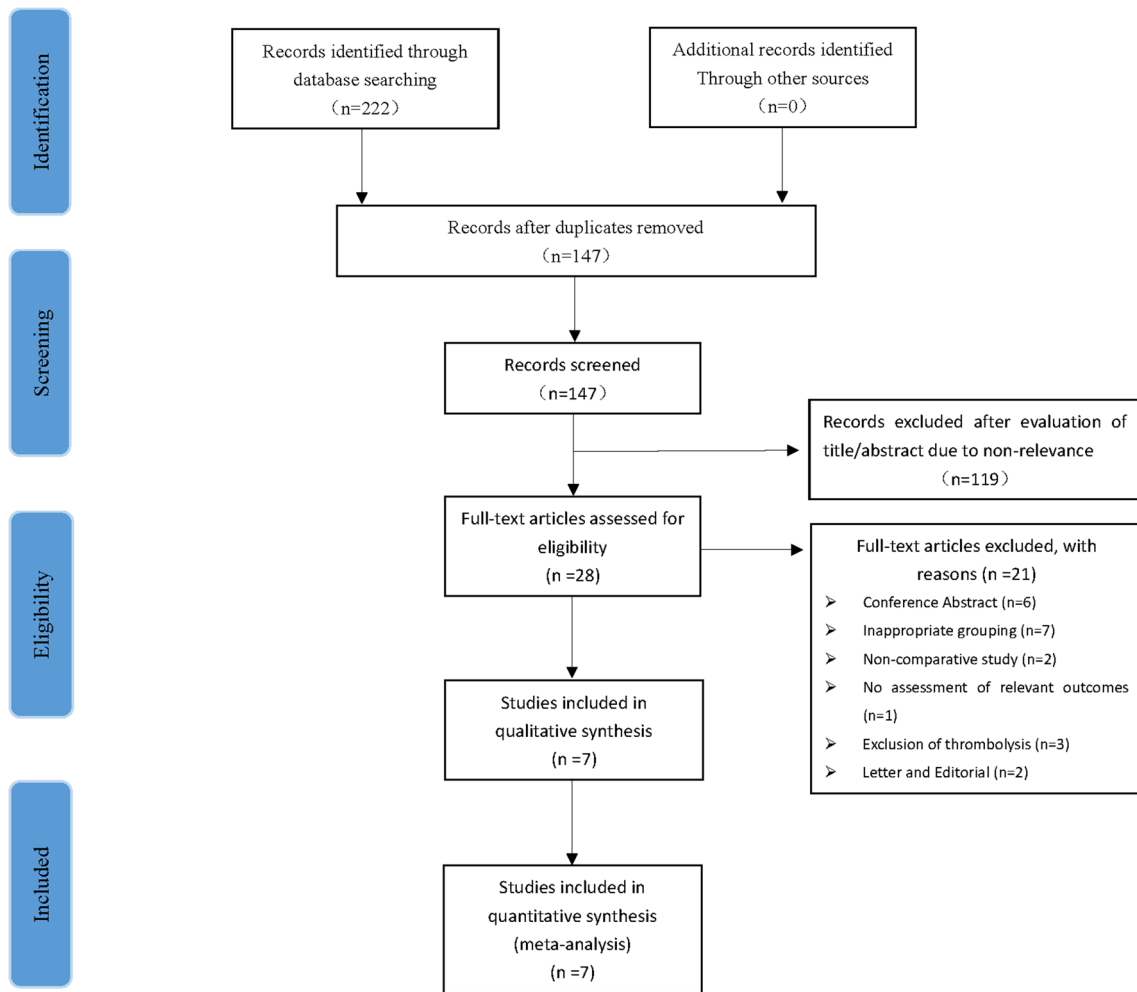 Identification
Records identified through
database searching
（n=222）
Additional records identified
Through other sources
（n=0）
Records after duplicates removed
（n=147）
Screening
Records screened
（n=147）
Records excluded after evaluation of
title/abstract due to non-relevance
（n=119）
Eligibility
Full-text articles assessed for
eligibility
(n =28)
Full-text articles excluded, with
reasons (n =21)
➢ Conference Abstract (n=6)
➢ Inappropriate grouping (n=7)
➢ Non-comparative study (n=2)
➢ No assessment of relevant outcomes
(n=1)
➢ Exclusion of thrombolysis (n=3)
➢ Letter and Editorial (n=2)
Studies included in
qualitative synthesis
(n =7)
Included
Studies included in
quantitative synthesis
(meta-analysis)
(n =7)